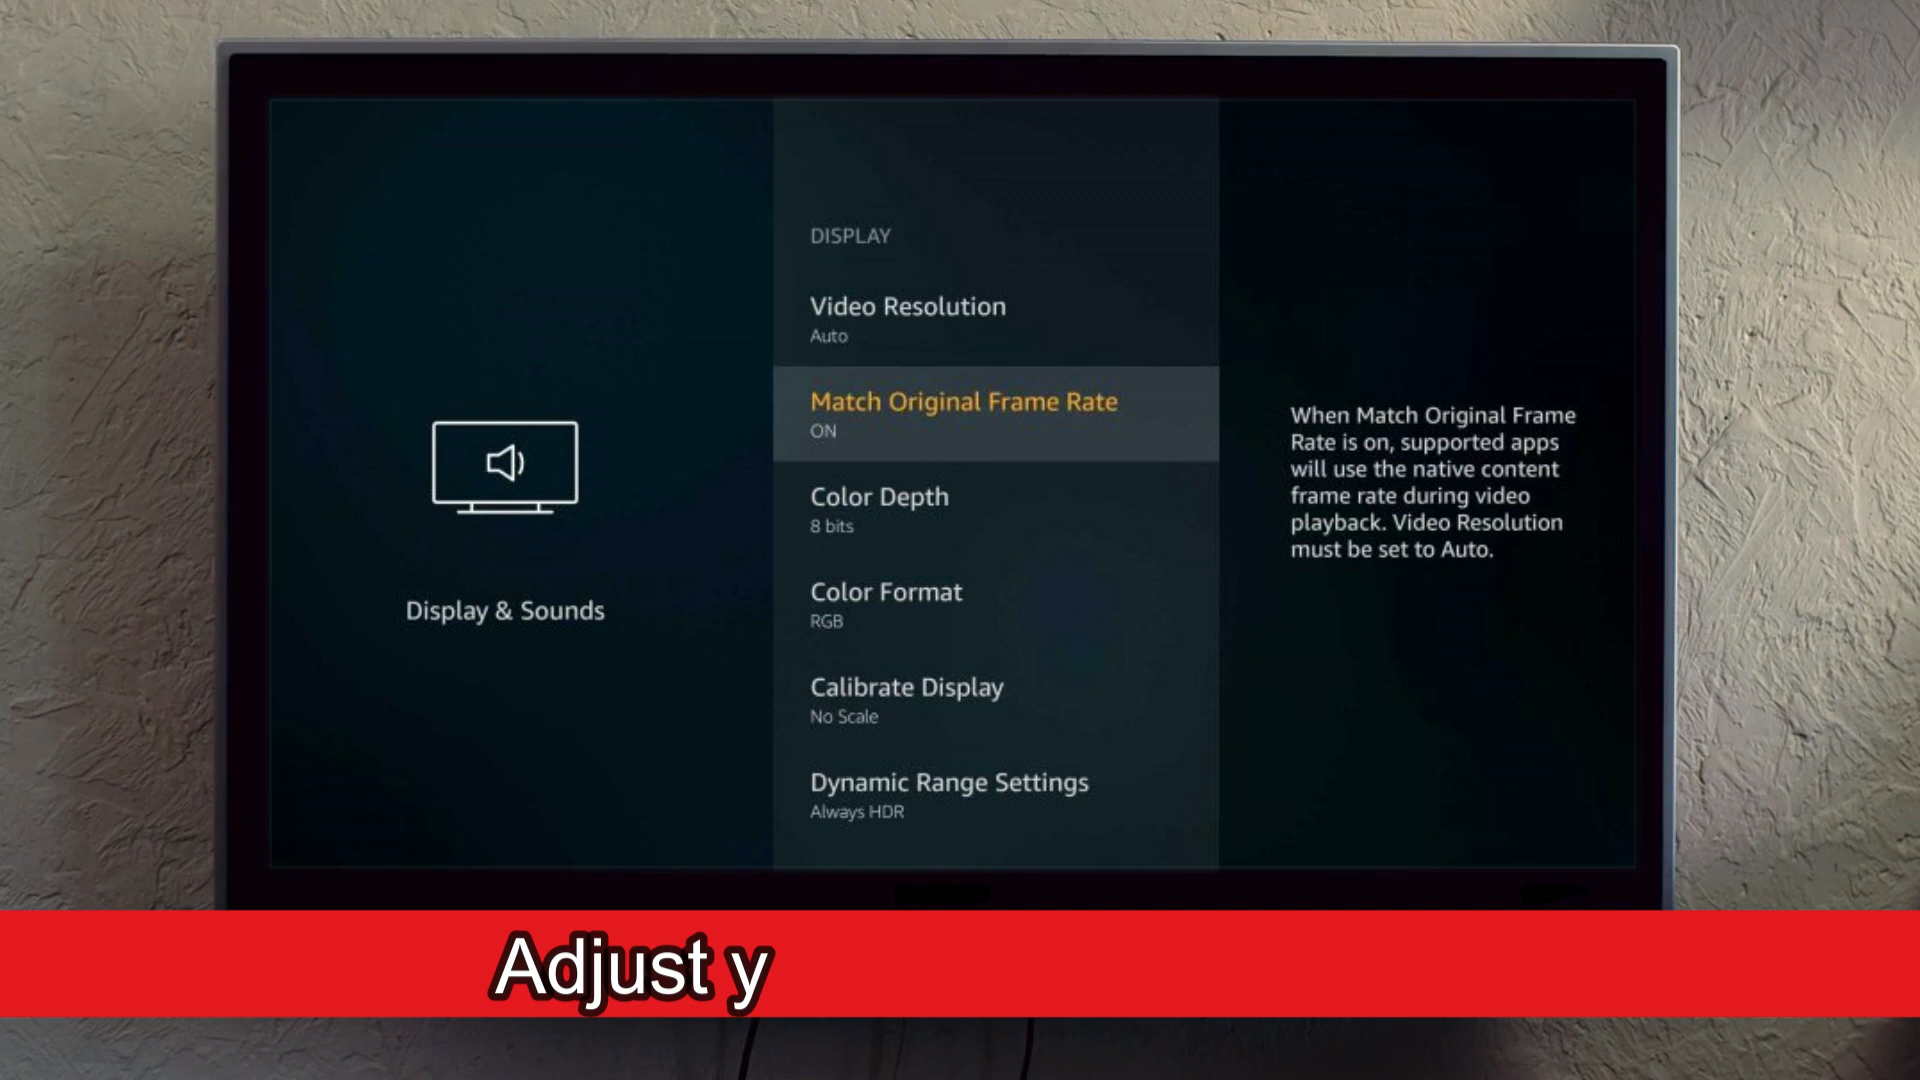 DISPLAY
Video Resolution
Auto
Match Original Frame Rate
ON
Color Depth
8 bits
Color Format
RGB
Calibrate Display
No Scale
Dynamic Range Settings
Always HDR
Display & Sounds
When Match Original Frame
Rate is on, supported apps
will use the native content
frame rate during video
playback. Video Resolution
must be set to Auto.
Adjust y